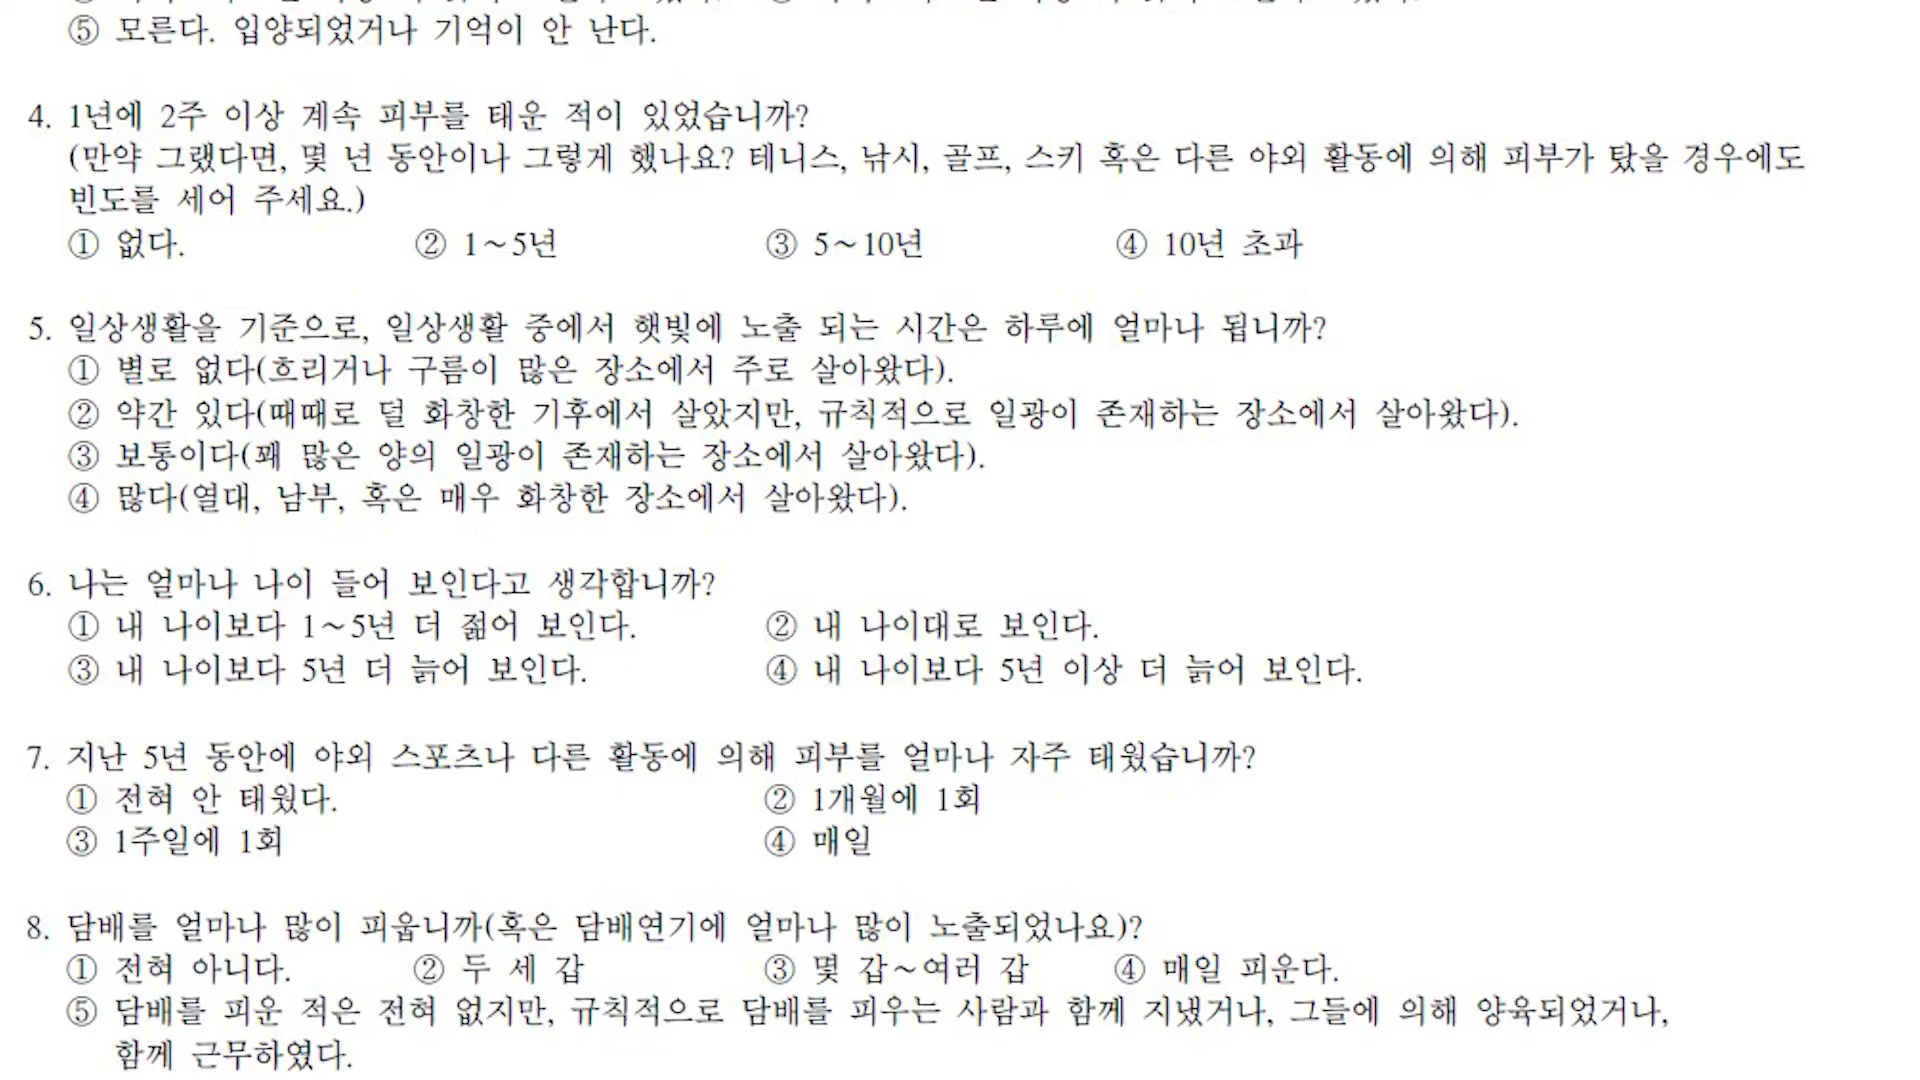 ⑤ 모른다. 입양되었거나 기억이 안 난다.
4. 1년에 2주 이상 계속 피부를 태운 적이 있었습니까?
(만약 그랬다면, 몇 년 동안이나 그렇게 했나요? 테니스, 낚시, 골프, 스키 혹은 다른 야외 활동에 의해 피부가 탔을 경우에도
빈도를 세어 주세요.)
① 없다. ② 1～5년 ③ 5～10년 ④ 10년 초과
5. 일상생활을 기준으로, 일상생활 중에서 햇빛에 노출 되는 시간은 하루에 얼마나 됩니까?
① 별로 없다(흐리거나 구름이 많은 장소에서 주로 살아왔다).
② 약간 있다(때때로 덜 화창한 기후에서 살았지만, 규칙적으로 일광이 존재하는 장소에서 살아왔다).
③ 보통이다(꽤 많은 양의 일광이 존재하는 장소에서 살아왔다).
④ 많다(열대, 남부, 혹은 매우 화창한 장소에서 살아왔다).
6. 나는 얼마나 나이 들어 보인다고 생각합니까?
① 내 나이보다 1～5년 더 젊어 보인다. ② 내 나이대로 보인다.
③ 내 나이보다 5년 더 늙어 보인다. ④ 내 나이보다 5년 이상 더 늙어 보인다.
7. 지난 5년 동안에 야외 스포츠나 다른 활동에 의해 피부를 얼마나 자주 태웠습니까?
① 전혀 안 태웠다. ② 1개월에 1회
③ 1주일에 1회 ④ 매일
8. 담배를 얼마나 많이 피웁니까(혹은 담배연기에 얼마나 많이 노출되었나요)?
① 전혀 아니다. ② 두 세 갑 ③ 몇 갑～여러 갑 ④ 매일 피운다.
⑤ 담배를 피운 적은 전혀 없지만, 규칙적으로 담배를 피우는 사람과 함께 지냈거나, 그들에 의해 양육되었거나,
함께 근무하였다.